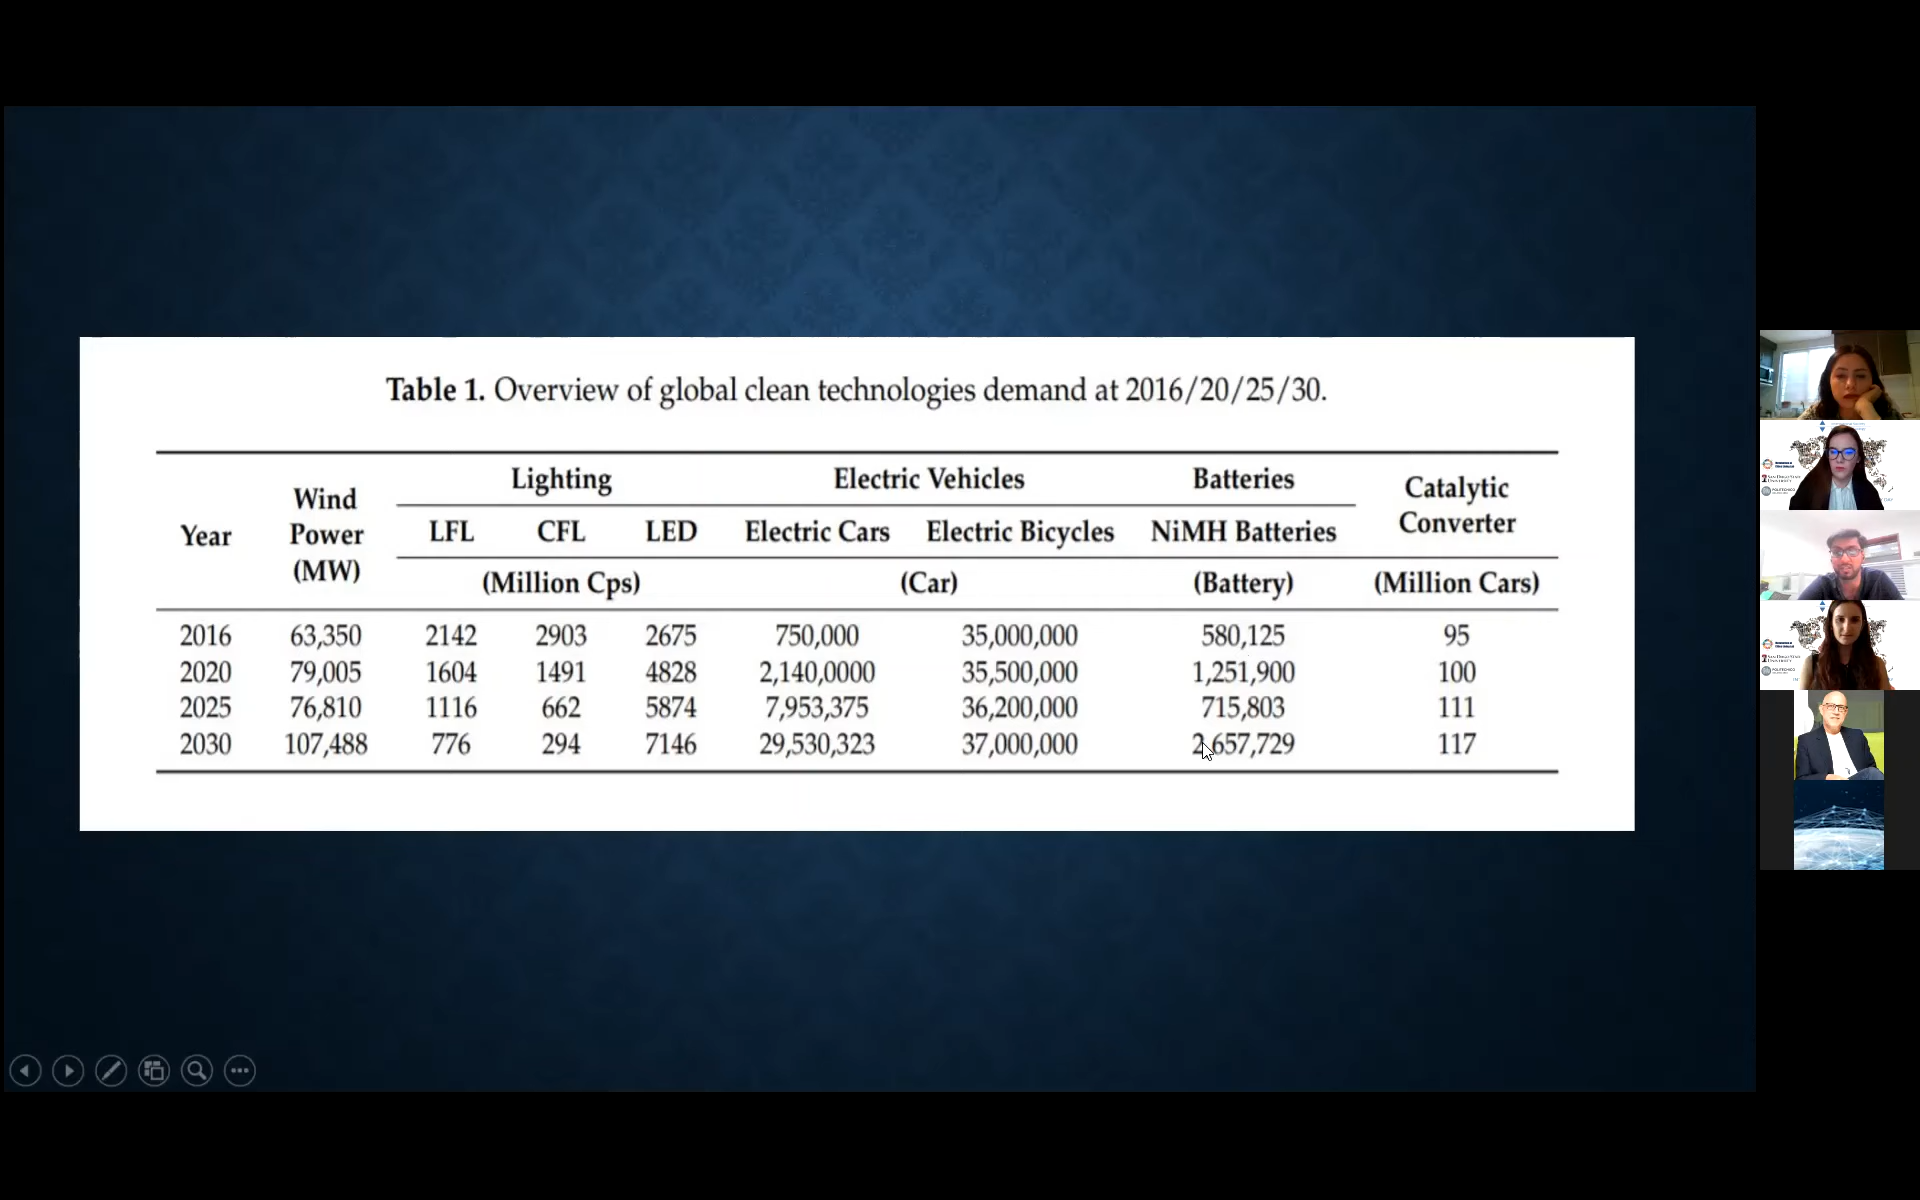 Table 1. Overview of global clean technologies demand at 2016/20/25/30.
Year Wind Power (MW) Lighting Electric Vehicles Batteries Catalytic Converter
LFL CFL LED Electric Cars Electric Bicycles NiMH Batteries
(Million Cps) (Car) (Battery) (Million Cars)
2016 63,350 2142 2903 2675 750,000 35,000,000 580,125 95
2020 79,005 1604 1491 4828 2,140,0000 35,500,000 1,251,900 100
2025 76,810 1116 662 5874 7,953,375 36,200,000 715,803 111
2030 107,488 776 294 7146 29,530,323 37,000,000 2,657,729 117